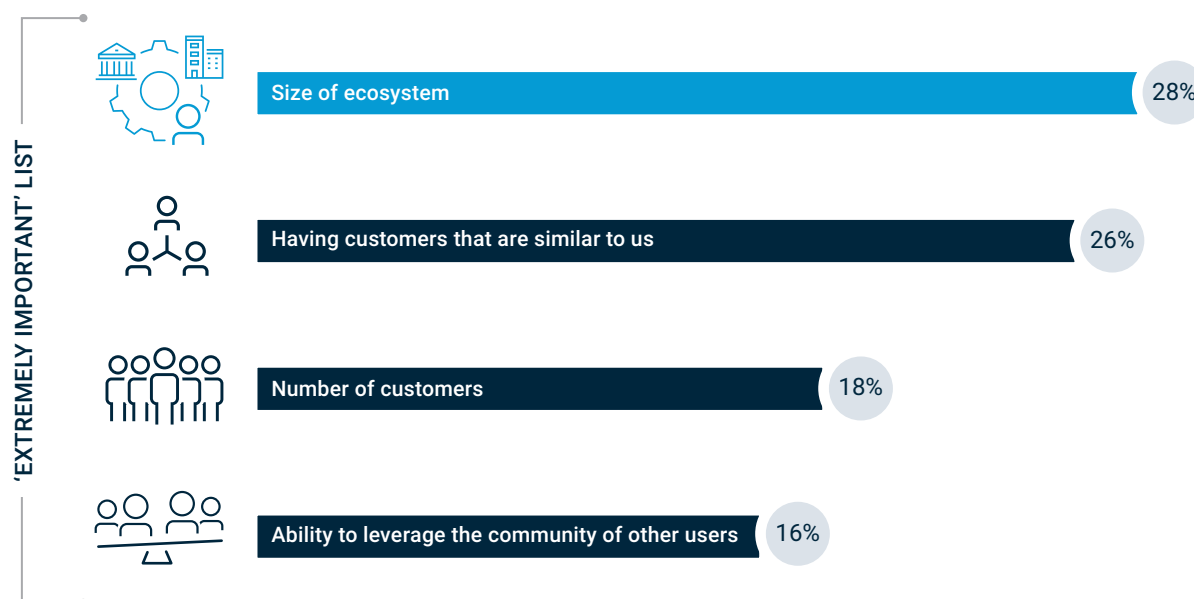 'EXTREMELY IMPORTANT' LIST
Size of ecosystem
28%
Having customers that are similar to us
26%
Number of customers
18%
Ability to leverage the community of other users
16%